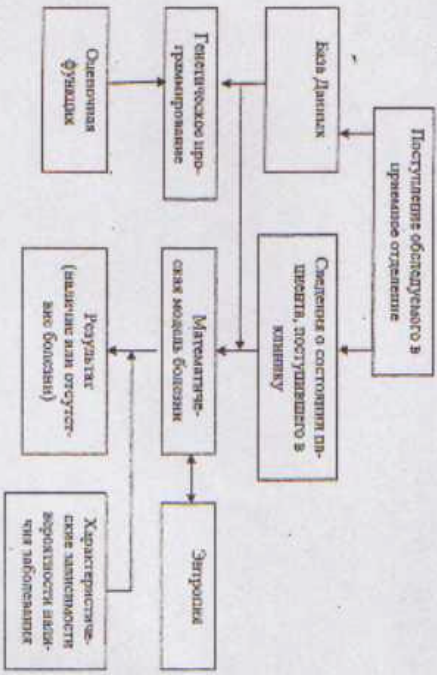 Поступление обследуемого в
приемное отделение
База Данных
Сведения о состоянии па-
циента, поступившего в
клинику
Генетическое про-
граммирование
Математиче-
ская модель болезни
Энтропия
Оценочная
функция
Результат
(наличие или отсутст-
вие болезни)
Характеристиче-
ские зависимости
вероятности нали-
чия заболевания